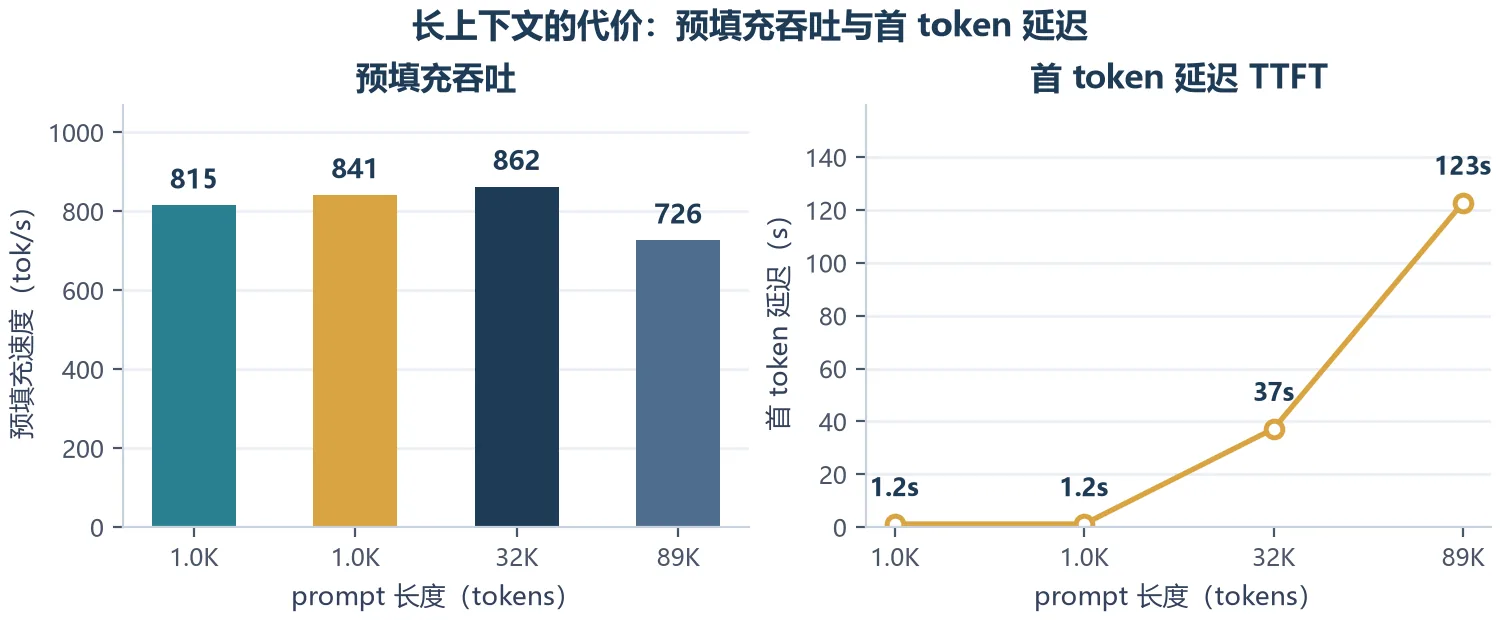 长上下文的代价：预填充吞吐与首 token 延迟
预填充吞吐
预填充速度（tok/s）
1000
800
600
400
200
0
815
841
862
726
1.0K
1.0K
32K
89K
prompt 长度（tokens）
首 token 延迟 TTFT
首 token 延迟（s）
140
120
100
80
60
40
20
0
1.2s
1.2s
37s
123s
1.0K
1.0K
32K
89K
prompt 长度（tokens）